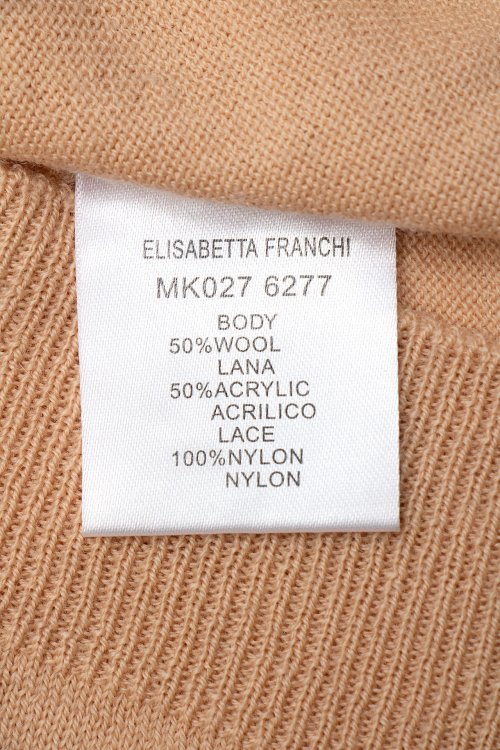 ELISABETTA FRANCHI
MK027 6277
BODY
50%WOOL
LANA
50%ACRYLIC
ACRILICO
LACE
100%NYLON
NYLON